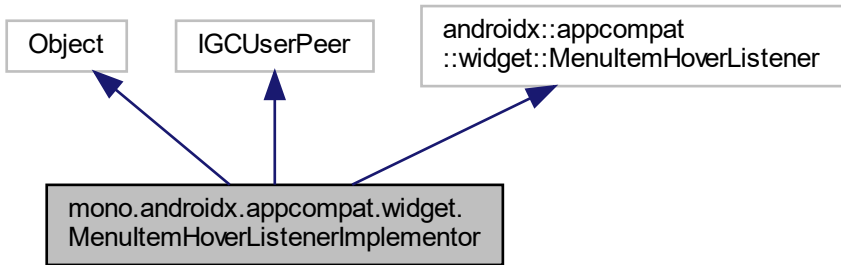 Object
IGCUserPeer
androidx::appcompat
::widget::MenuItemHoverListener
mono.androidx.appcompat.widget.
MenuItemHoverListenerImplementor